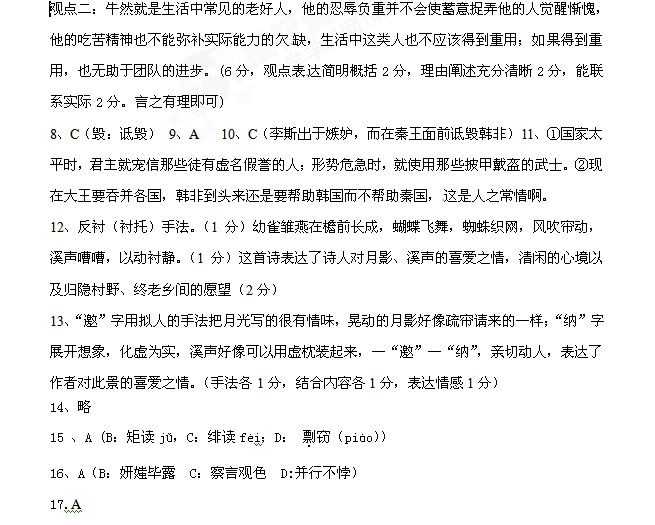 观点二：牛然就是生活中常见的老好人，他的忍辱负重并不会使蓄意捉弄他的人觉醒惭愧，
他的吃苦精神也不能弥补实际能力的欠缺，生活中这类人也不应该得到重用；如果得到重
用，也无助于团队的进步。（6分，观点表达简明概括2分，理由阐述充分清晰2分，能联
系实际2分。言之有理即可）
8、C（毁：诋毁） 9、A 10、C（李斯出于嫉妒，而在秦王面前诋毁韩非）11、①国家太
平时，君主就宠信那些徒有虚名假誉的人；形势危急时，就使用那些披甲戴盔的武士。②现
在大王要吞并各国，韩非到头来还是要帮助韩国而不帮助秦国，这是人之常情啊。
12、反衬（衬托）手法。（1 分）幼雀雏燕在檐前长成，蝴蝶飞舞，蜘蛛织网，风吹帘动，
溪声嘈嘈，以动衬静。（1 分）这首诗表达了诗人对月影、溪声的喜爱之情，清闲的心境以
及归隐村野、终老乡间的愿望（2分）
13、“邀”字用拟人的手法把月光写的很有情味，晃动的月影好像疏帘请来的一样；“纳”字
展开想象，化虚为实，溪声好像可以用虚枕装起来，一“邀”一“纳”，亲切动人，表达了
作者对此景的喜爱之情。（手法各1分，结合内容各1分，表达情感1分）
14、略
15 、A（B：矩读jǔ，C：绯读fēi；D： 剽窃（piāo））
16、A（B：妍媸毕露 C：察言观色 D:并行不悖）
17. A